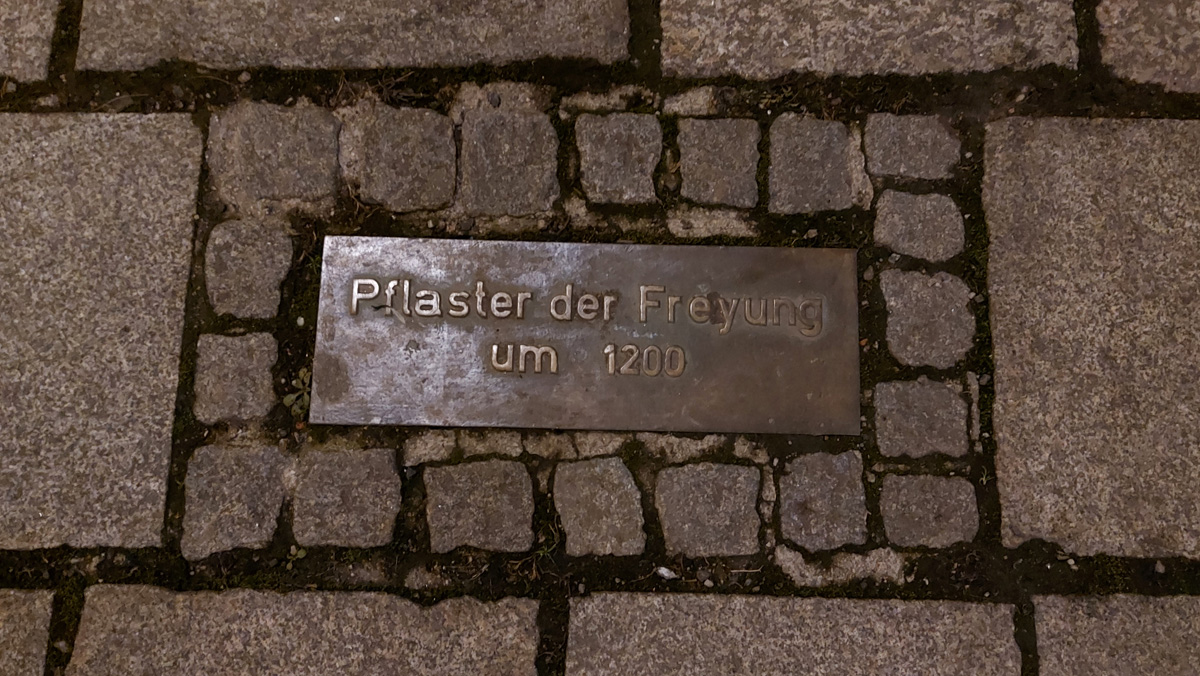 Pflaster der Freyung
um 1200